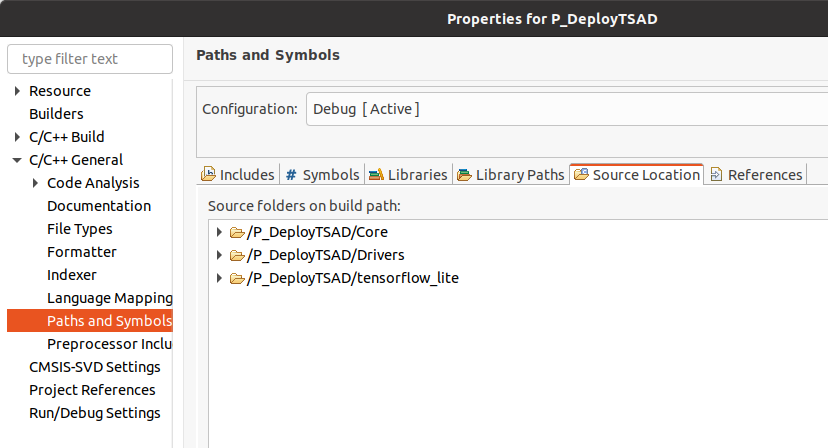 Properties for P_DeployTSAD
type filter text
Paths and Symbols
Resource
Builders
C/C++ Build
C/C++ General
Code Analysis
Documentation
File Types
Formatter
Indexer
Language Mapping
Paths and Symbols
Preprocessor Inclu
CMSIS-SVD Settings
Project References
Run/Debug Settings
Configuration: Debug [ Active ]
Includes # Symbols Libraries Library Paths Source Location References
Source folders on build path:
/P_DeployTSAD/Core
/P_DeployTSAD/Drivers
/P_DeployTSAD/tensorflow_lite